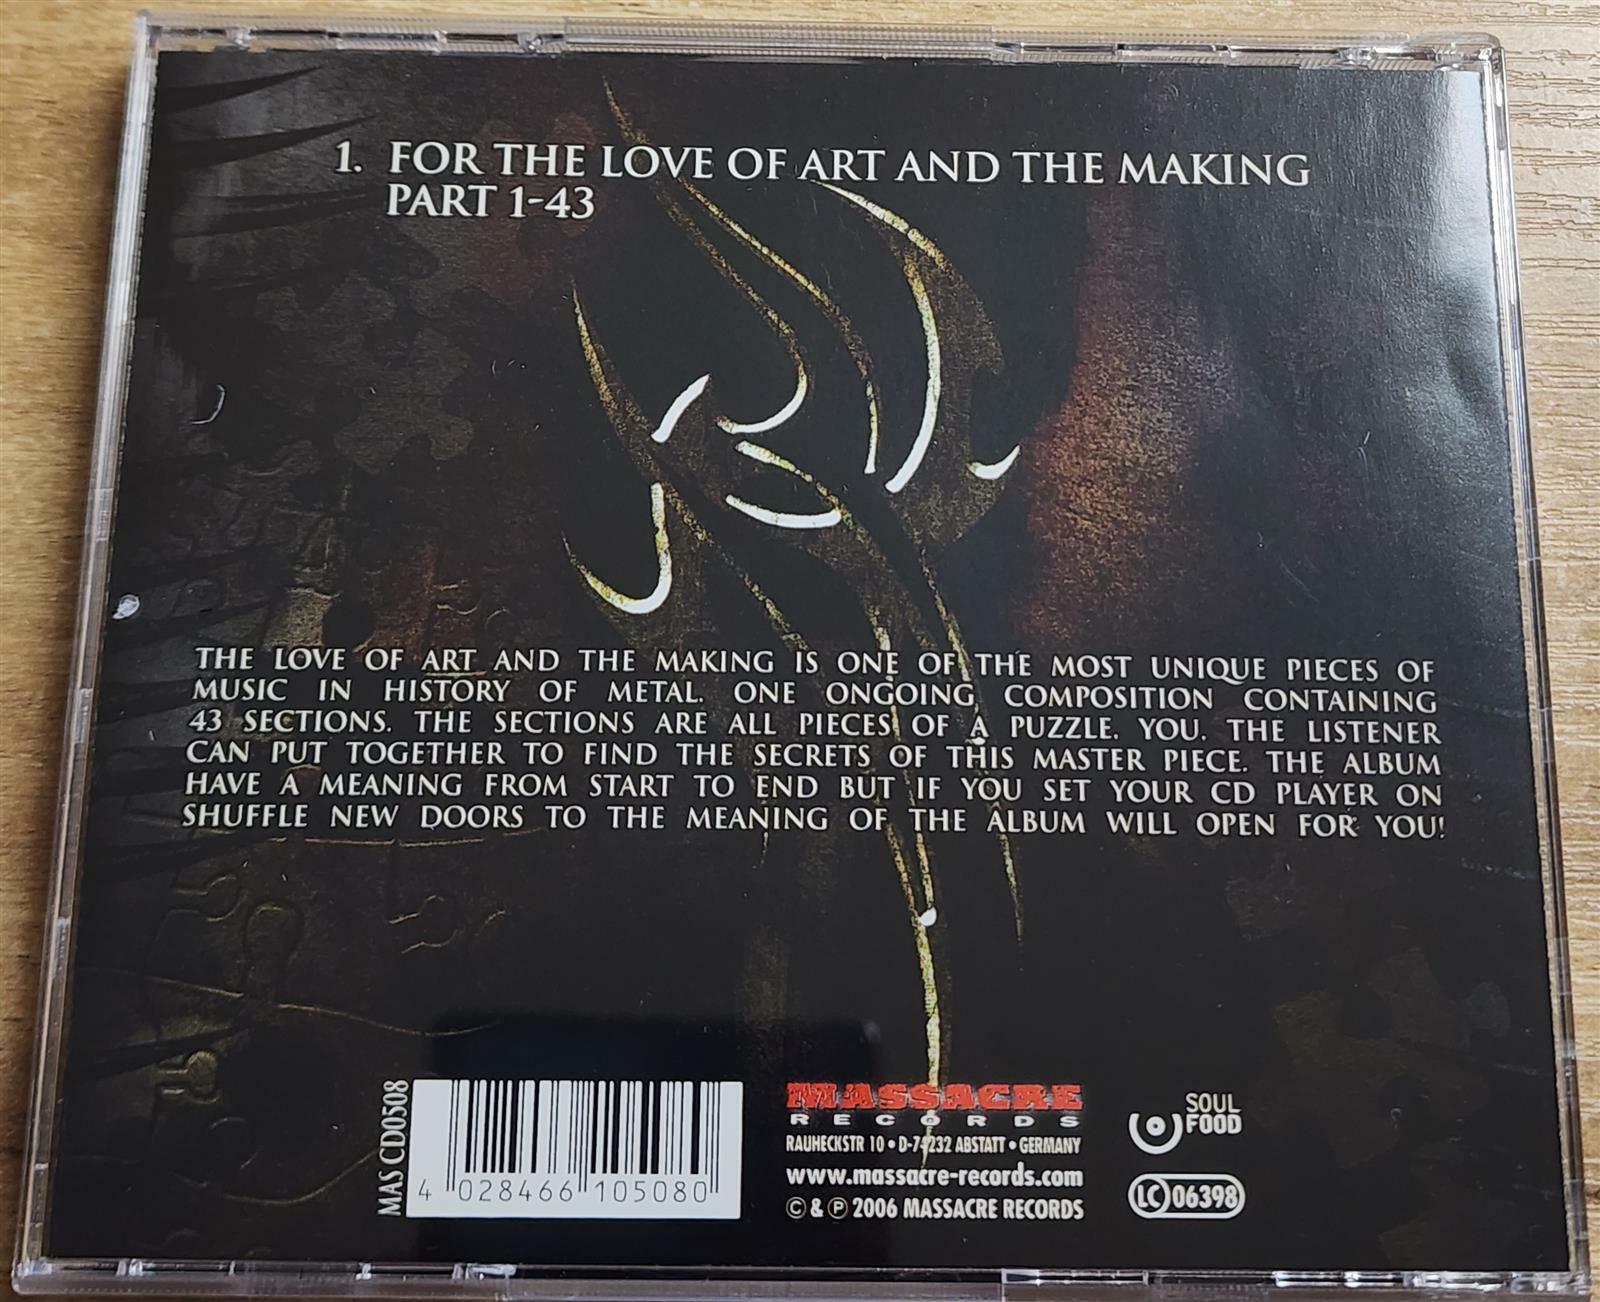 1. FOR THE LOVE OF ART AND THE MAKING
PART 1-43
THE LOVE OF ART AND THE MAKING IS ONE OF THE MOST UNIQUE PIECES OF
MUSIC IN HISTORY OF METAL. ONE ONGOING COMPOSITION CONTAINING
43 SECTIONS. THE SECTIONS ARE ALL PIECES OF A PUZZLE. YOU. THE LISTENER
CAN PUT TOGETHER TO FIND THE SECRETS OF THIS MASTER PIECE. THE ALBUM
HAVE A MEANING FROM START TO END BUT IF YOU SET YOUR CD PLAYER ON
SHUFFLE NEW DOORS TO THE MEANING OF THE ALBUM WILL OPEN FOR YOU!
MAS CD0508
4 028466 105080
MASSACRE
RECORDS
RAUHECKSTR 10 • D-74232 ABSTATT • GERMANY
www.massacre-records.com
© & ℗ 2006 MASSACRE RECORDS
SOUL
FOOD
LC 06398